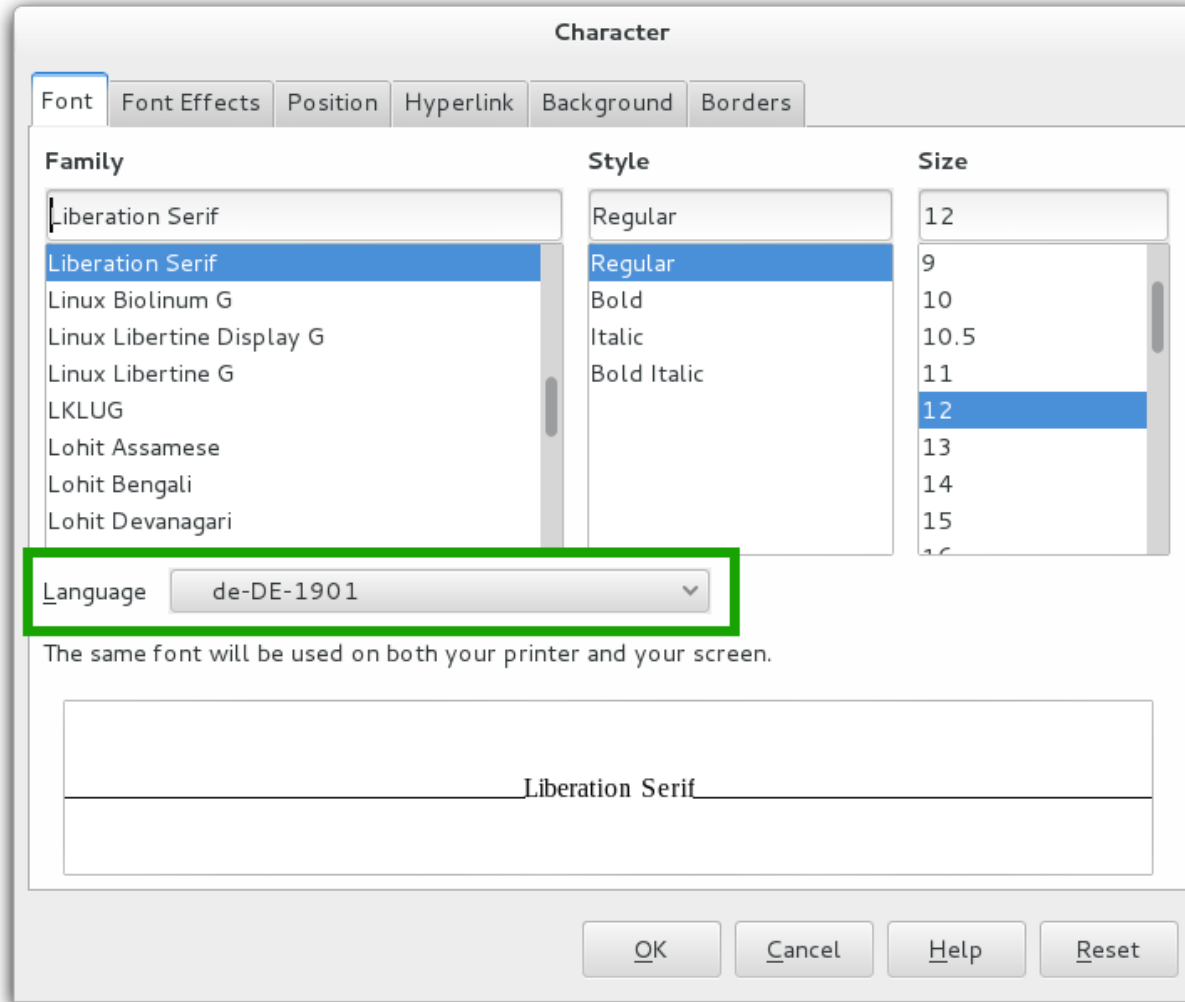 Character
Font Font Effects Position Hyperlink Background Borders
Family Style Size
Liberation Serif Regular 12
Liberation Serif Regular 9
Linux Biolinum G Bold 10
Linux Libertine Display G Italic 10.5
Linux Libertine G Bold Italic 11
LKLUG 12
Lohit Assamese 13
Lohit Bengali 14
Lohit Devanagari 15
Language de-DE-1901
The same font will be used on both your printer and your screen.
Liberation Serif
OK Cancel Help Reset